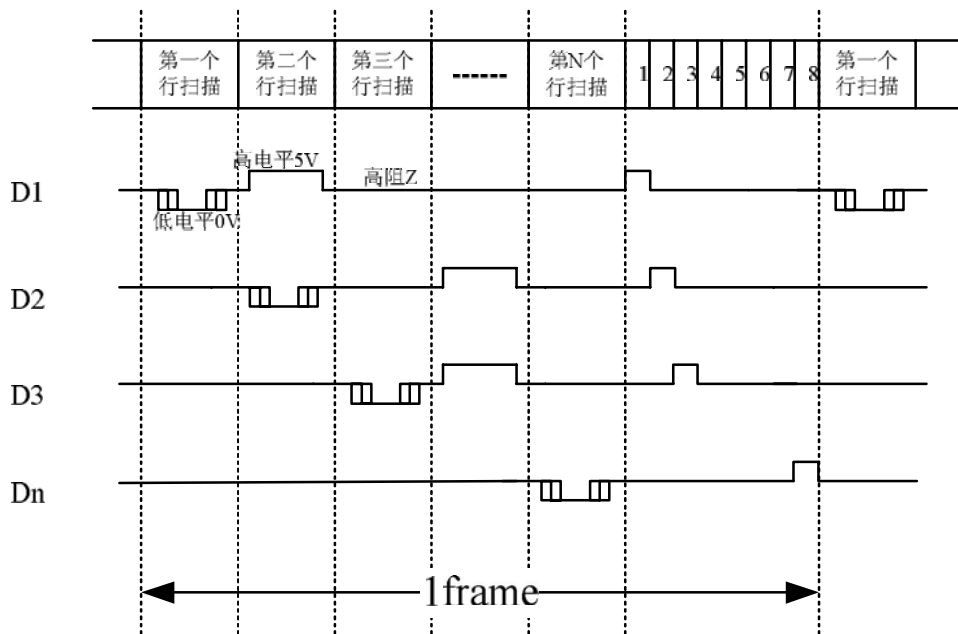 第一个
行扫描
第二个
行扫描
第三个
行扫描
------
第N个
行扫描
1 2 3 4 5 6 7 8
第一个
行扫描
高电平5V
高阻Z
D1
低电平0V
D2
D3
Dn
1frame